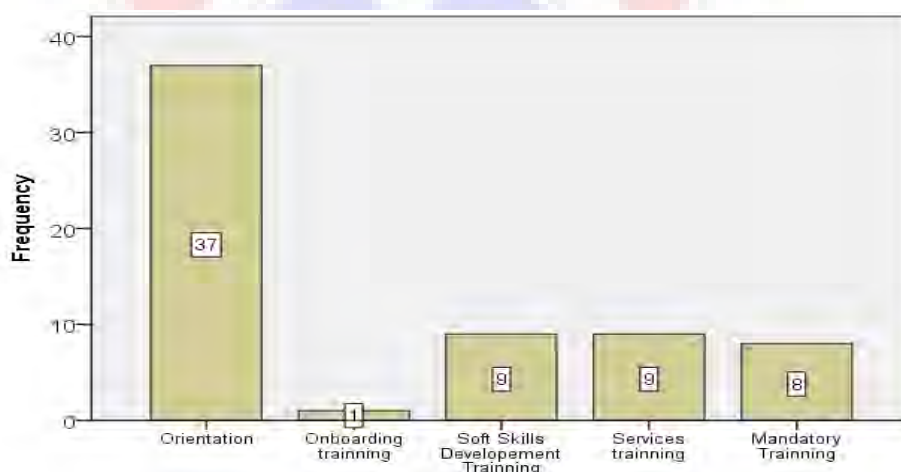 40
30
20
10
0
Frequency
37
1
9
9
8
Orientation
Onboarding
trainning
Soft Skills
Developement
Trainning
Services
trainning
Mandatory
Trainning